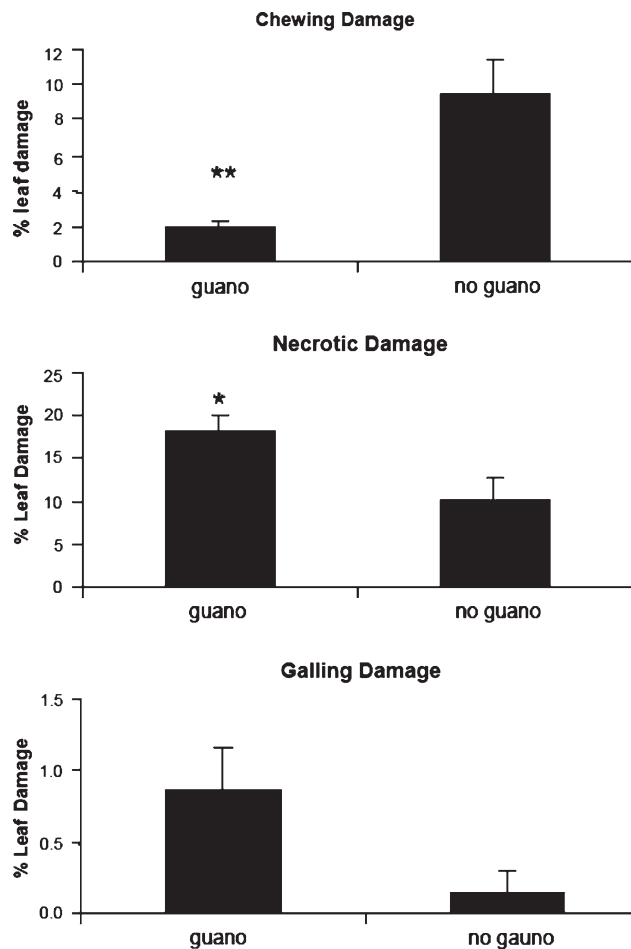 Chewing Damage
% leaf damage
12
10
8
6
4
2
0
**
guano no guano
Necrotic Damage
% Leaf Damage
25
20
15
10
5
0
*
guano no guano
Galling Damage
% Leaf Damage
1.5
1.0
0.5
0.0
guano no gauno